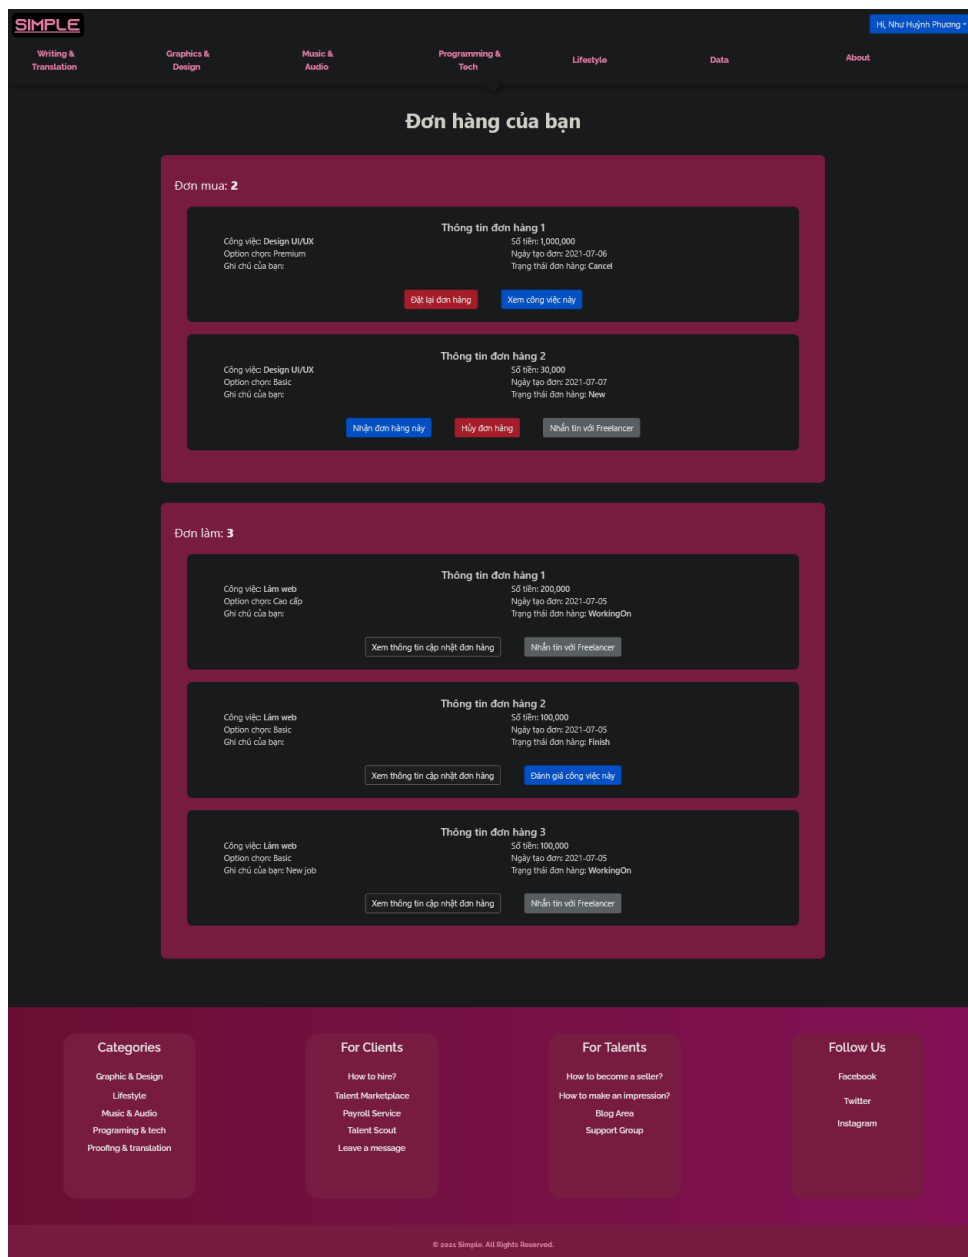 SIMPLE
Hi, Như Huỳnh Phương
Writing &
Translation
Graphics &
Design
Music &
Audio
Programming &
Tech
Lifestyle
Data
About
Đơn hàng của bạn
Đơn mua: 2
Thông tin đơn hàng 1
Công việc: Design UI/UX
Số tiền: 1,000,000
Option chọn: Premium
Ngày tạo đơn: 2021-07-06
Ghi chú của bạn:
Trạng thái đơn hàng: Cancel
Đặt lại đơn hàng
Xem công việc này
Thông tin đơn hàng 2
Công việc: Design UI/UX
Số tiền: 30,000
Option chọn: Basic
Ngày tạo đơn: 2021-07-07
Ghi chú của bạn:
Trạng thái đơn hàng: New
Nhận đơn hàng này
Hủy đơn hàng
Nhắn tin với Freelancer
Đơn làm: 3
Thông tin đơn hàng 1
Công việc: Làm web
Số tiền: 200,000
Option chọn: Cao cấp
Ngày tạo đơn: 2021-07-05
Ghi chú của bạn:
Trạng thái đơn hàng: WorkingOn
Xem thông tin cập nhật đơn hàng
Nhắn tin với Freelancer
Thông tin đơn hàng 2
Công việc: Làm web
Số tiền: 100,000
Option chọn: Basic
Ngày tạo đơn: 2021-07-05
Ghi chú của bạn:
Trạng thái đơn hàng: Finish
Xem thông tin cập nhật đơn hàng
Đánh giá công việc này
Thông tin đơn hàng 3
Công việc: Làm web
Số tiền: 100,000
Option chọn: Basic
Ngày tạo đơn: 2021-07-05
Ghi chú của bạn: New job
Trạng thái đơn hàng: WorkingOn
Xem thông tin cập nhật đơn hàng
Nhắn tin với Freelancer
Categories
Graphic & Design
Lifestyle
Music & Audio
Programing & tech
Proofing & translation
For Clients
How to hire?
Talent Marketplace
Payroll Service
Talent Scout
Leave a message
For Talents
How to become a seller?
How to make an impression?
Blog Area
Support Group
Follow Us
Facebook
Twitter
Instagram
© 2021 Simple. All Rights Reserved.